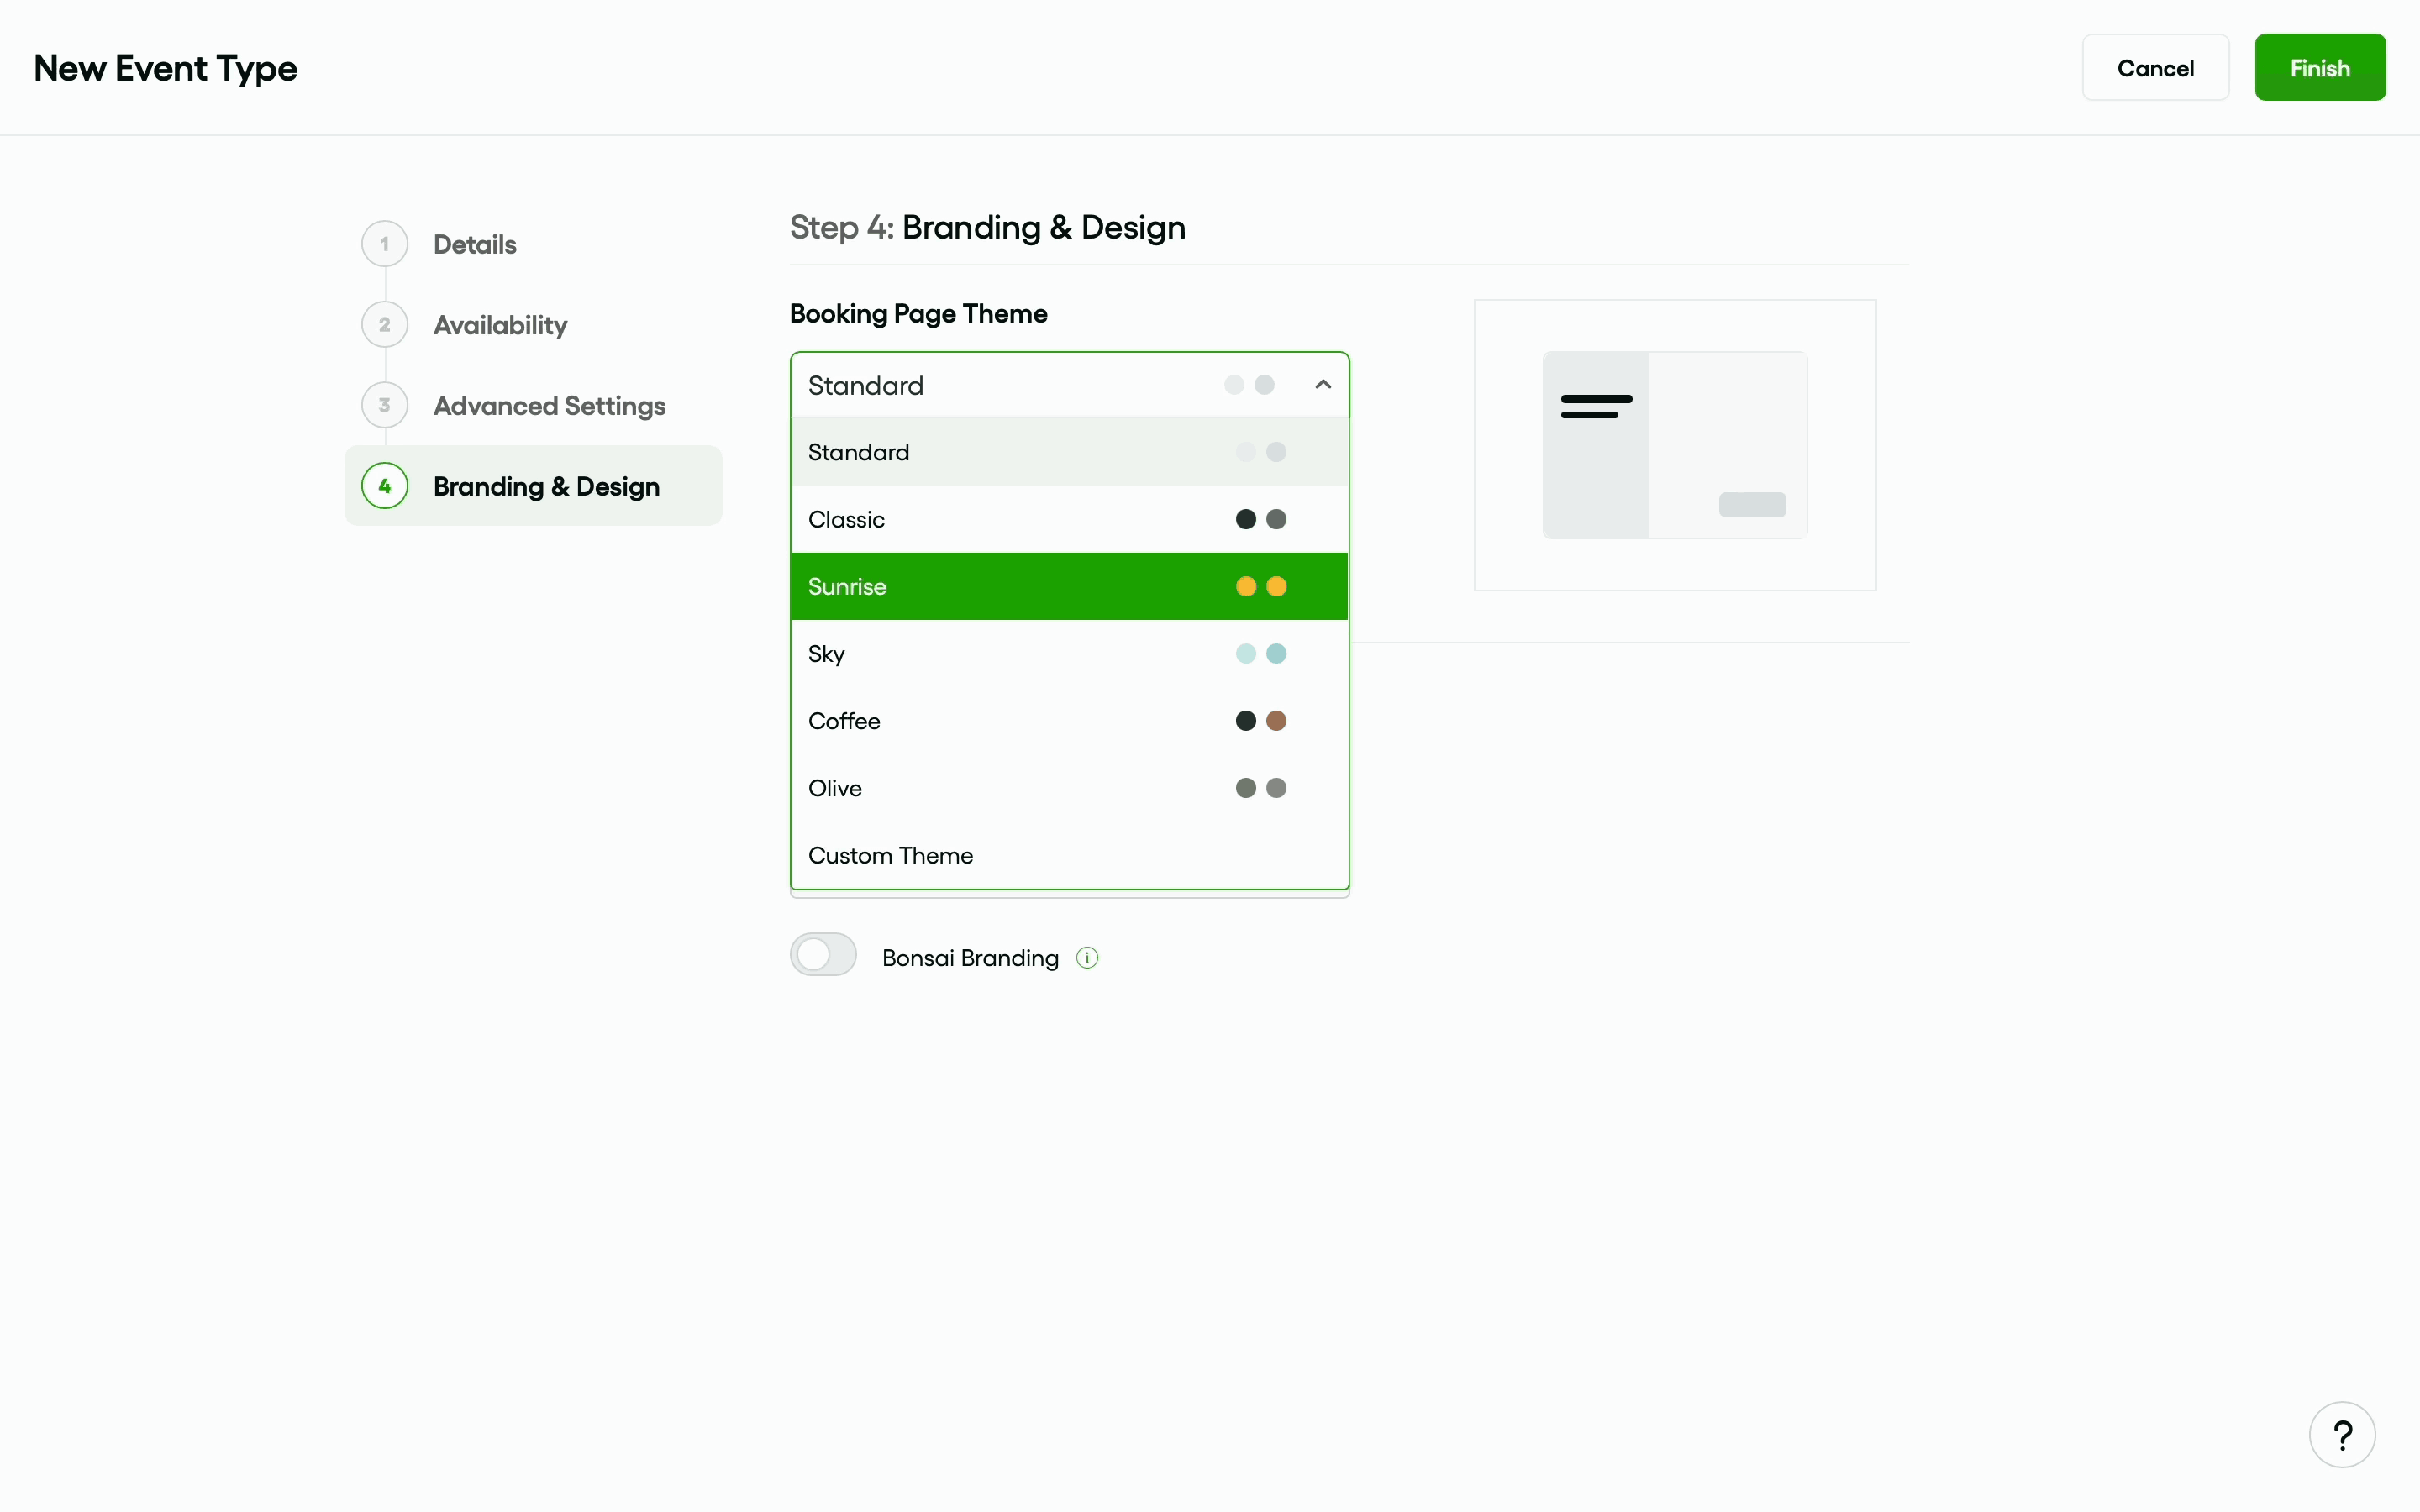 New Event Type
Cancel
Finish
1 Details
2 Availability
3 Advanced Settings
4 Branding & Design
Step 4: Branding & Design
Booking Page Theme
Standard
Standard
Classic
Sunrise
Sky
Coffee
Olive
Custom Theme
Bonsai Branding i
?